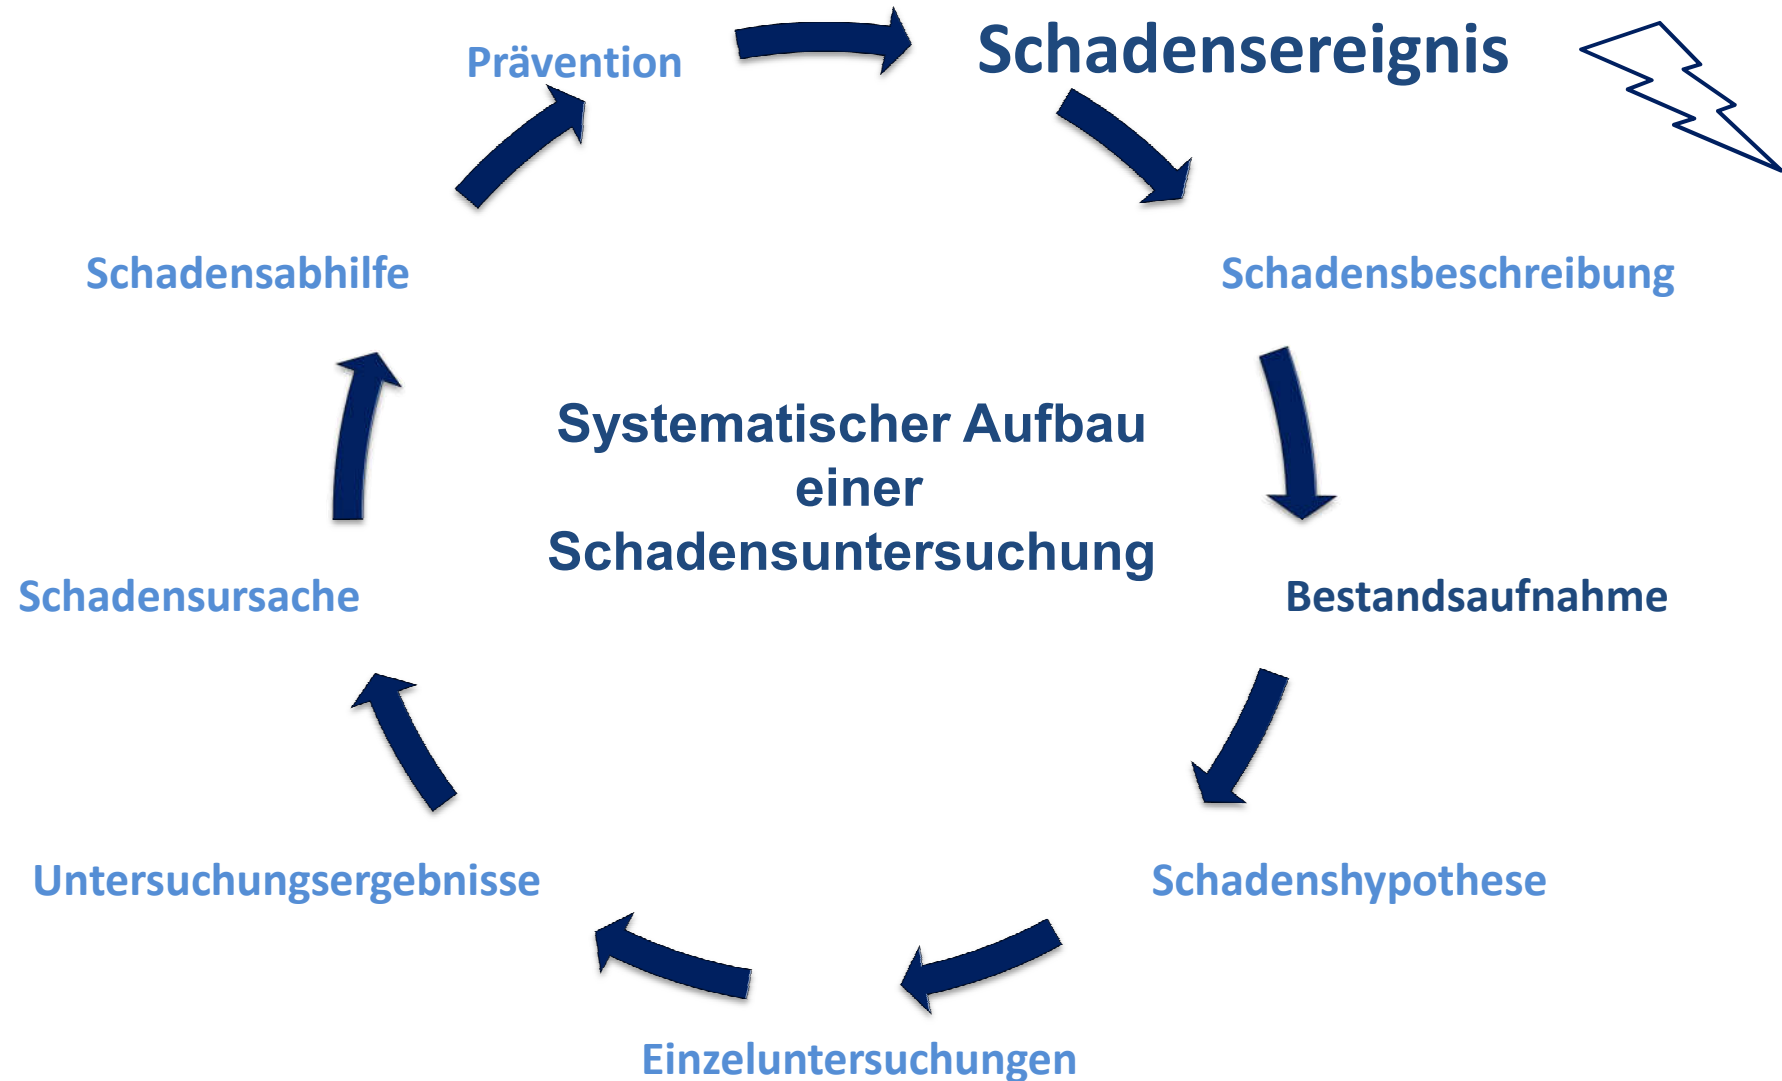 Schadensereignis
Schadensbeschreibung
Bestandsaufnahme
Schadenshypothese
Einzeluntersuchungen
Untersuchungsergebnisse
Schadensursache
Schadensabhilfe
Prävention
Systematischer Aufbau
einer
Schadensuntersuchung